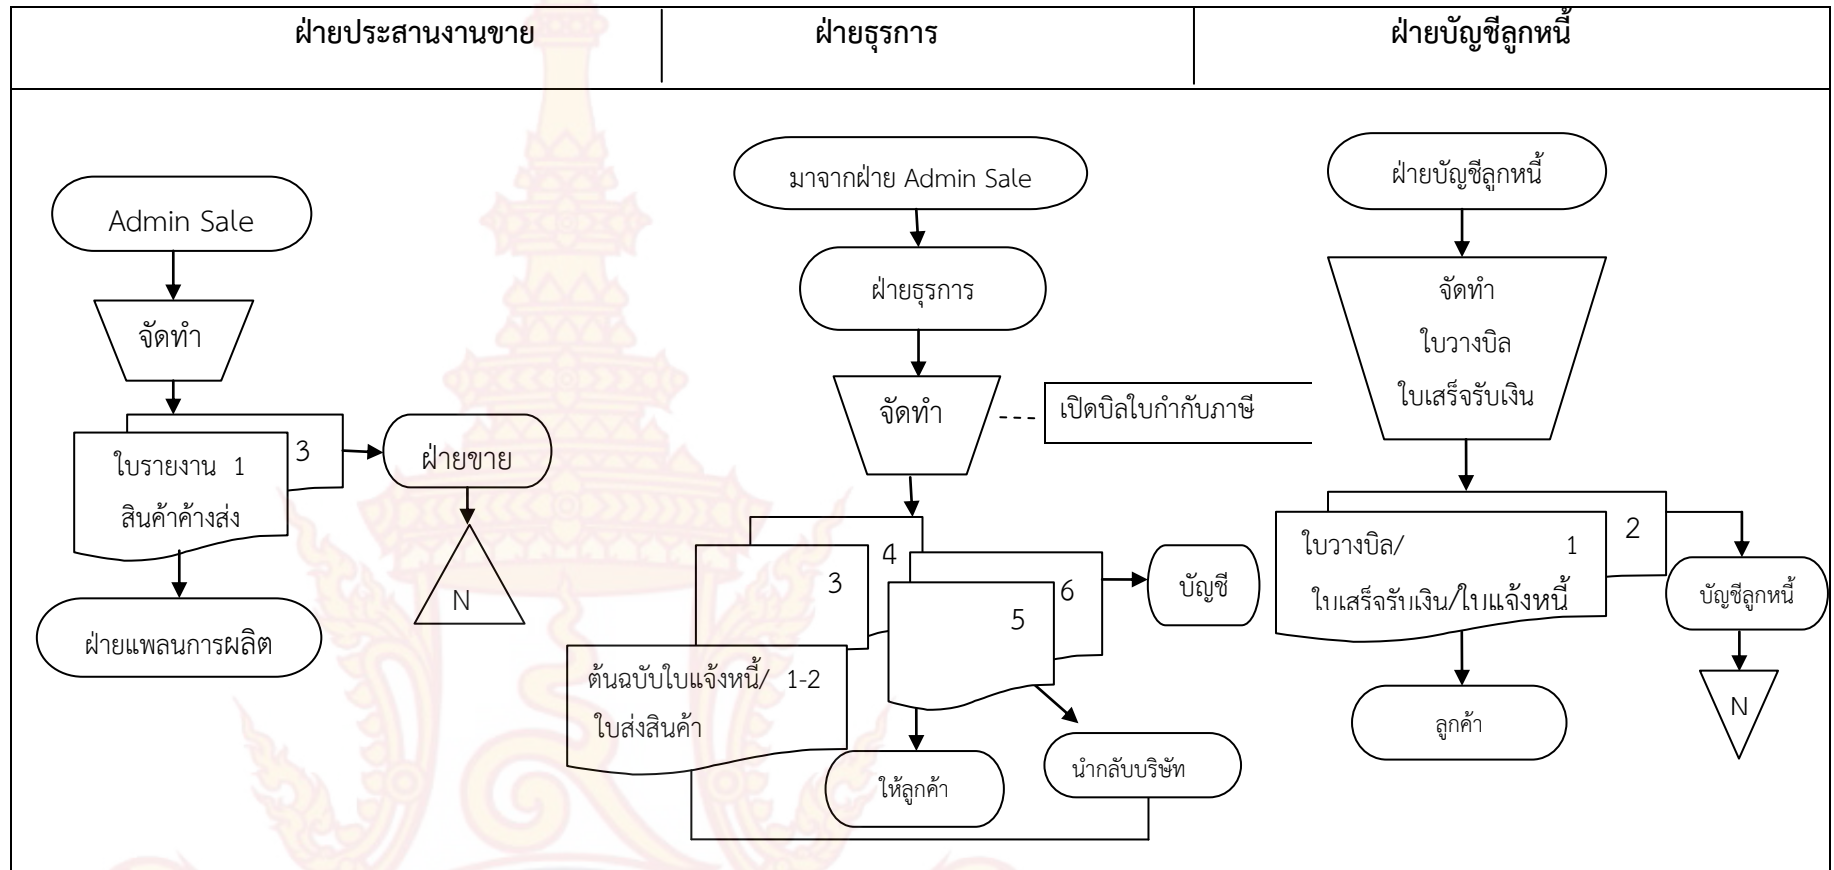 ฝ่ายประสานงานขาย
ฝ่ายธุรการ
ฝ่ายบัญชีลูกหนี้
Admin Sale
จัดทำ
3
ใบรายงาน 1
สินค้าค้างส่ง
ฝ่ายขาย
N
ฝ่ายแพลนการผลิต
มาจากฝ่าย Admin Sale
ฝ่ายธุรการ
จัดทำ
เปิดบิลใบกำกับภาษี
4
3
6
5
บัญชี
ต้นฉบับใบแจ้งหนี้/ 1-2
ใบส่งสินค้า
ให้ลูกค้า
นำกลับบริษัท
ฝ่ายบัญชีลูกหนี้
จัดทำ
ใบวางบิล
ใบเสร็จรับเงิน
2
ใบวางบิล/ 1
ใบเสร็จรับเงิน/ใบแจ้งหนี้
บัญชีลูกหนี้
N
ลูกค้า